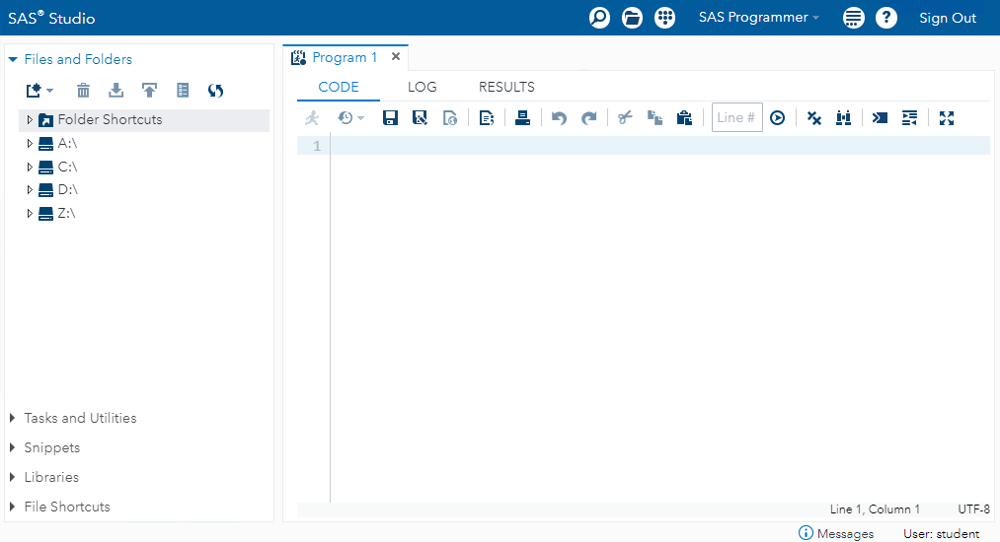 SAS® Studio
SAS Programmer
Sign Out
Files and Folders
Folder Shortcuts
A:\
C:\
D:\
Z:\
Tasks and Utilities
Snippets
Libraries
File Shortcuts
Program 1
CODE LOG RESULTS
Line #
1
Line 1, Column 1 UTF-8
Messages User: student